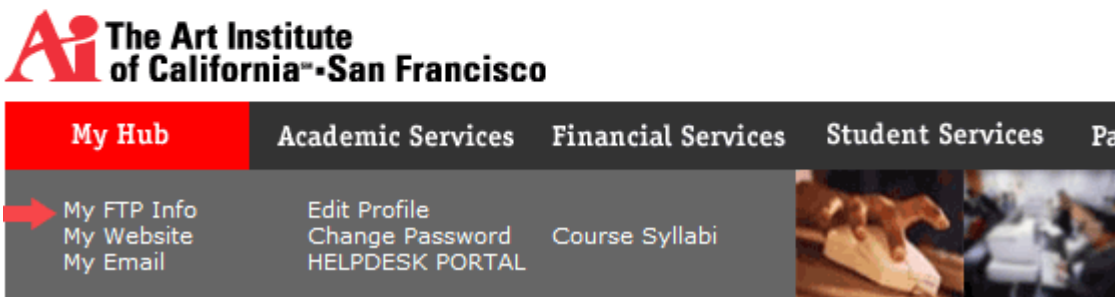 Ai The Art Institute
of California℠-San Francisco
My Hub Academic Services Financial Services Student Services
My FTP Info Edit Profile
My Website Change Password Course Syllabi
My Email HELPDESK PORTAL